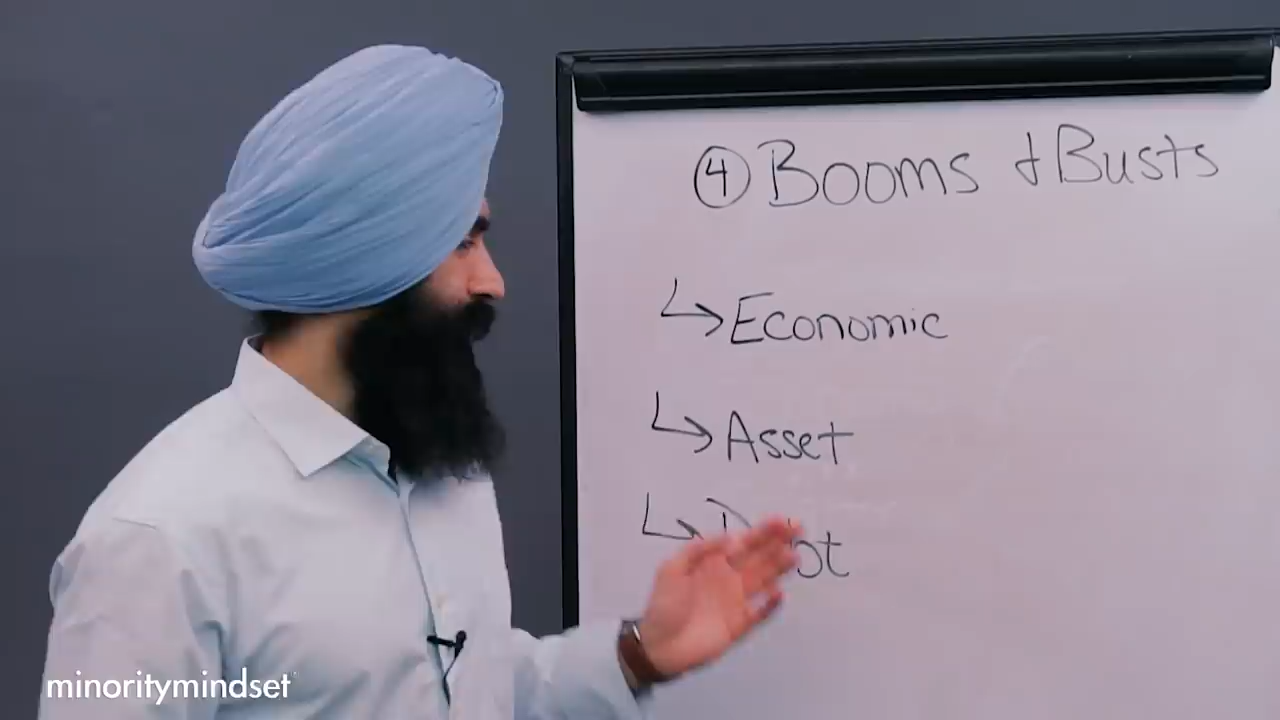 ④ Booms & Busts
↳ Economic
↳ Asset
minoritymindset